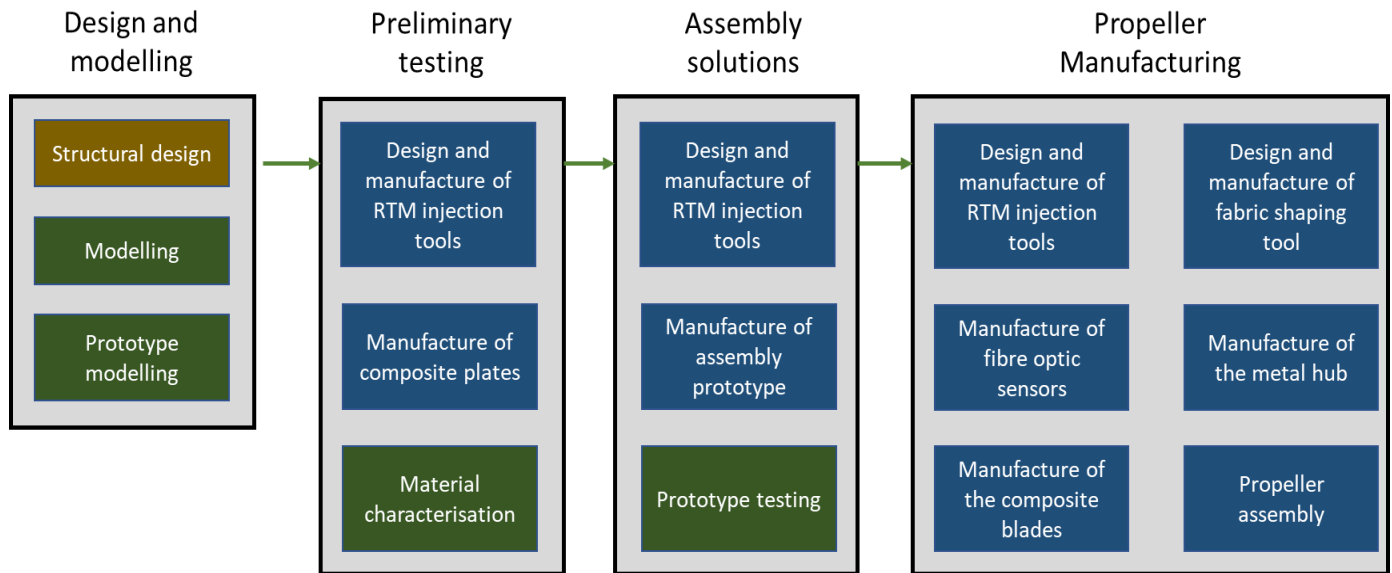 Design and
modelling
Structural design
Modelling
Prototype
modelling
Preliminary
testing
Design and
manufacture of
RTM injection
tools
Manufacture of
composite plates
Material
characterisation
Assembly
solutions
Design and
manufacture of
RTM injection
tools
Manufacture of
assembly
prototype
Prototype testing
Propeller
Manufacturing
Design and
manufacture of
RTM injection
tools
Design and
manufacture of
fabric shaping
tool
Manufacture of
fibre optic
sensors
Manufacture of
the metal hub
Manufacture of
the composite
blades
Propeller
assembly